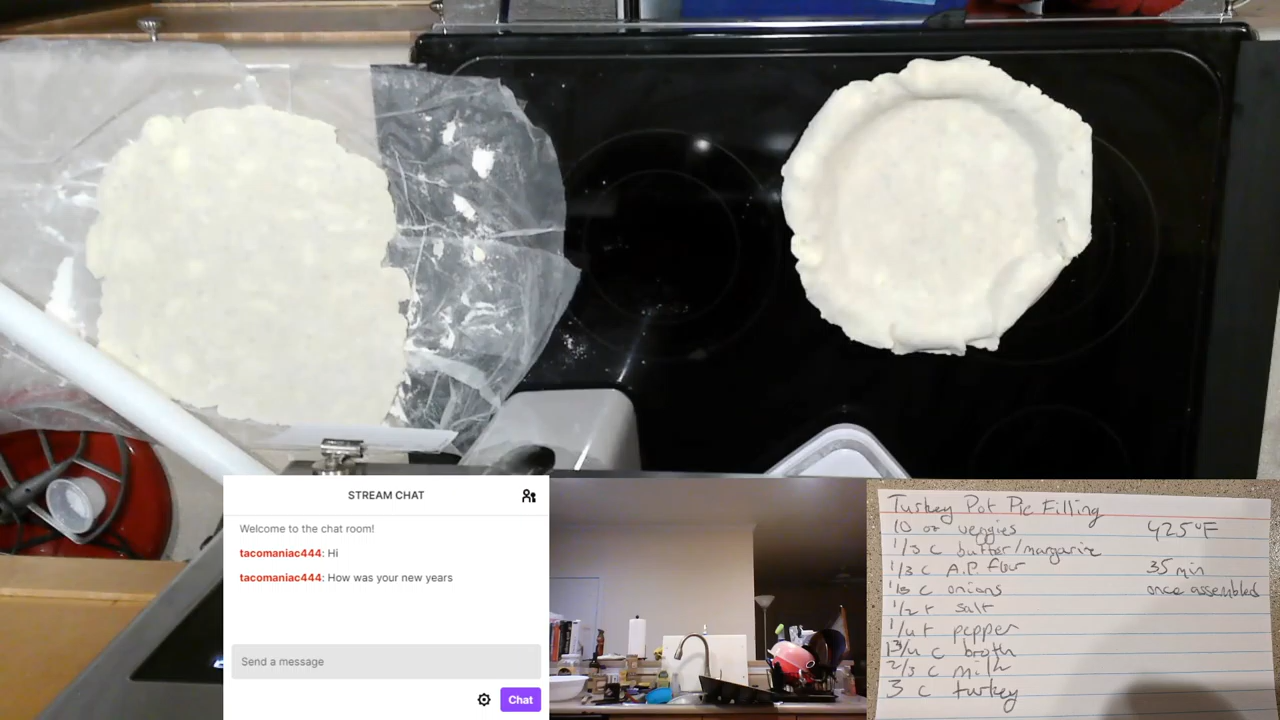 STREAM CHAT
Welcome to the chat room!
tacomaniac444: Hi
tacomaniac444: How was your new years
Send a message
Chat
Turkey Pot Pie Filling
10 oz veggies
425°F
1/3 c butter/margarine
1/3 c A.P. flour
35 min
1/3 c onions
once assembled
1/2 t salt
1/4 t pepper
1 3/4 c broth
2/3 c milk
3 c turkey